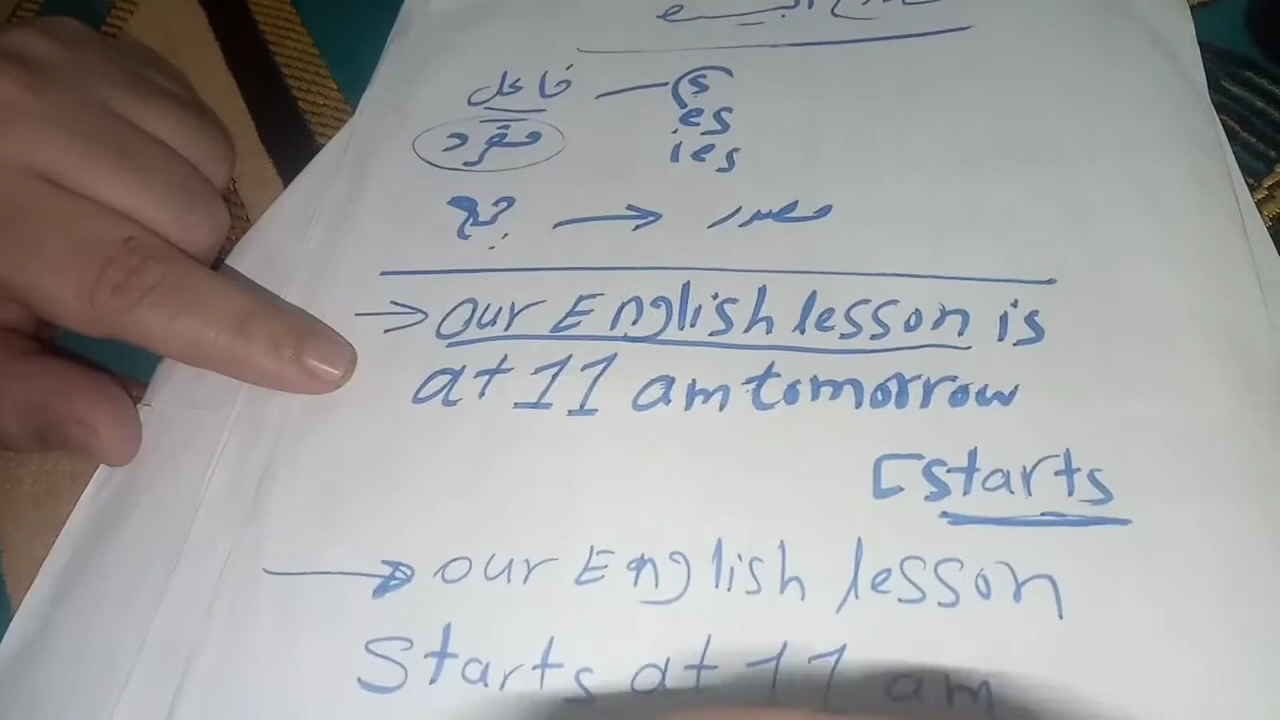 فاعل — s
مفرد es
ies
جمع → مصدر
→ our English lesson is
at 11 am tomorrow
[starts
→ our English lesson
Starts at 11 am